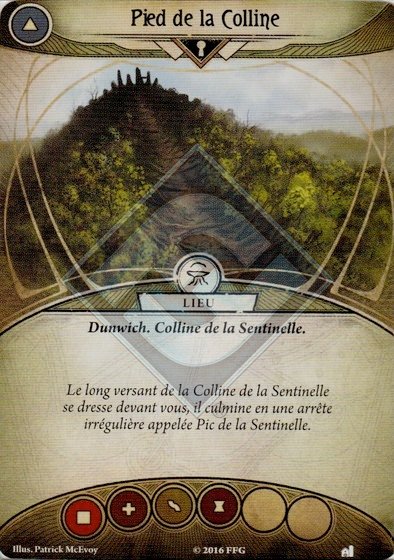 Pied de la Colline
LIEU
Dunwich. Colline de la Sentinelle.
Le long versant de la Colline de la Sentinelle
se dresse devant vous, il culmine en une arrête
irrégulière appelée Pic de la Sentinelle.
Illus. Patrick McEvoy
© 2016 FFG